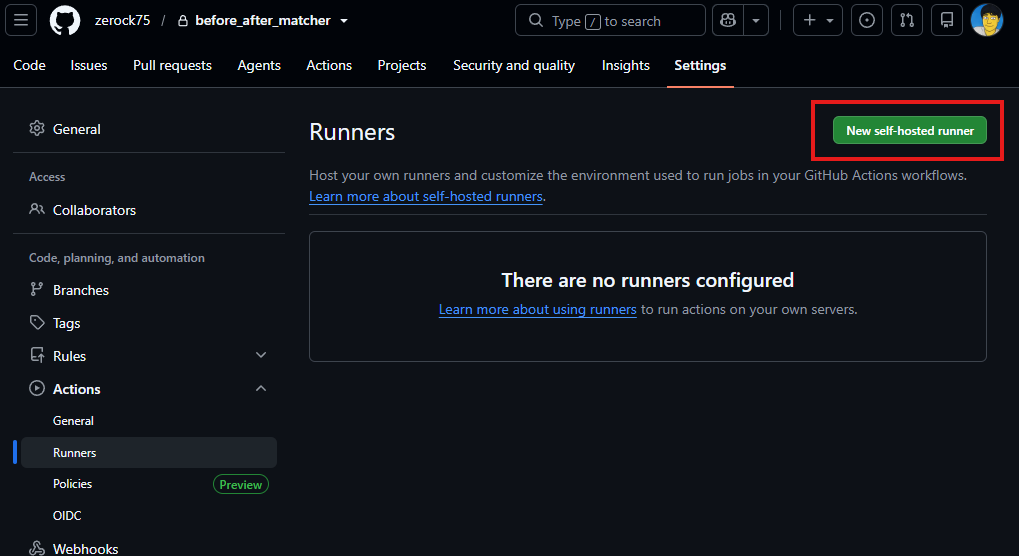 zerock75 / before_after_matcher
Type / to search
Code Issues Pull requests Agents Actions Projects Security and quality Insights Settings
General
Access
Collaborators
Code, planning, and automation
Branches
Tags
Rules
Actions
General
Runners
Policies Preview
OIDC
Webhooks
Runners
New self-hosted runner
Host your own runners and customize the environment used to run jobs in your GitHub Actions workflows.
Learn more about self-hosted runners.
There are no runners configured
Learn more about using runners to run actions on your own servers.